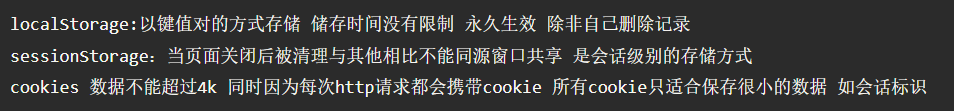 localStorage:以键值对的方式存储 储存时间没有限制 永久生效 除非自己删除记录
sessionStorage：当页面关闭后被清理与其他相比不能同源窗口共享 是会话级别的存储方式
cookies 数据不能超过4k 同时因为每次http请求都会携带cookie 所有cookie只适合保存很小的数据 如会话标识